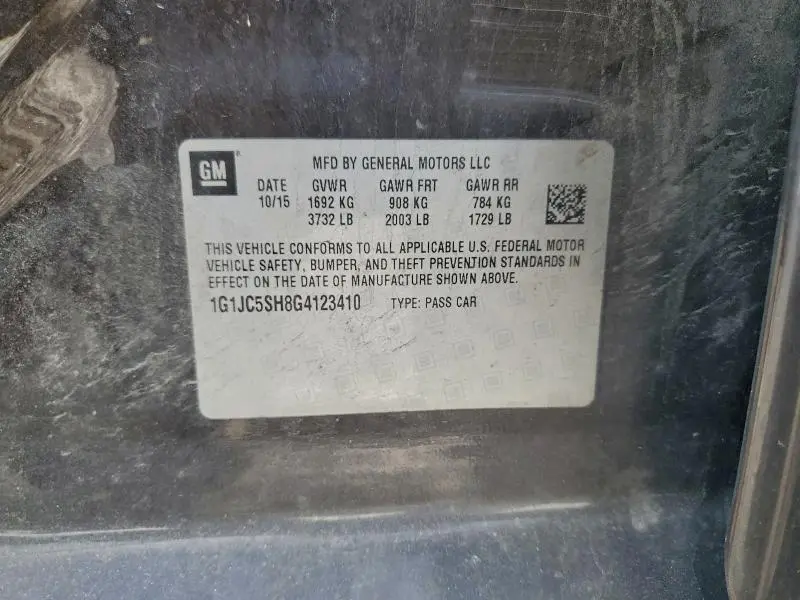 GM
MFD BY GENERAL MOTORS LLC
DATE GVWR GAWR FRT GAWR RR
10/15 1692 KG 908 KG 784 KG
3732 LB 2003 LB 1729 LB
THIS VEHICLE CONFORMS TO ALL APPLICABLE U.S. FEDERAL MOTOR
VEHICLE SAFETY, BUMPER, AND THEFT PREVENTION STANDARDS IN
EFFECT ON THE DATE OF MANUFACTURE SHOWN ABOVE.
1G1JC5SH8G4123410 TYPE: PASS CAR